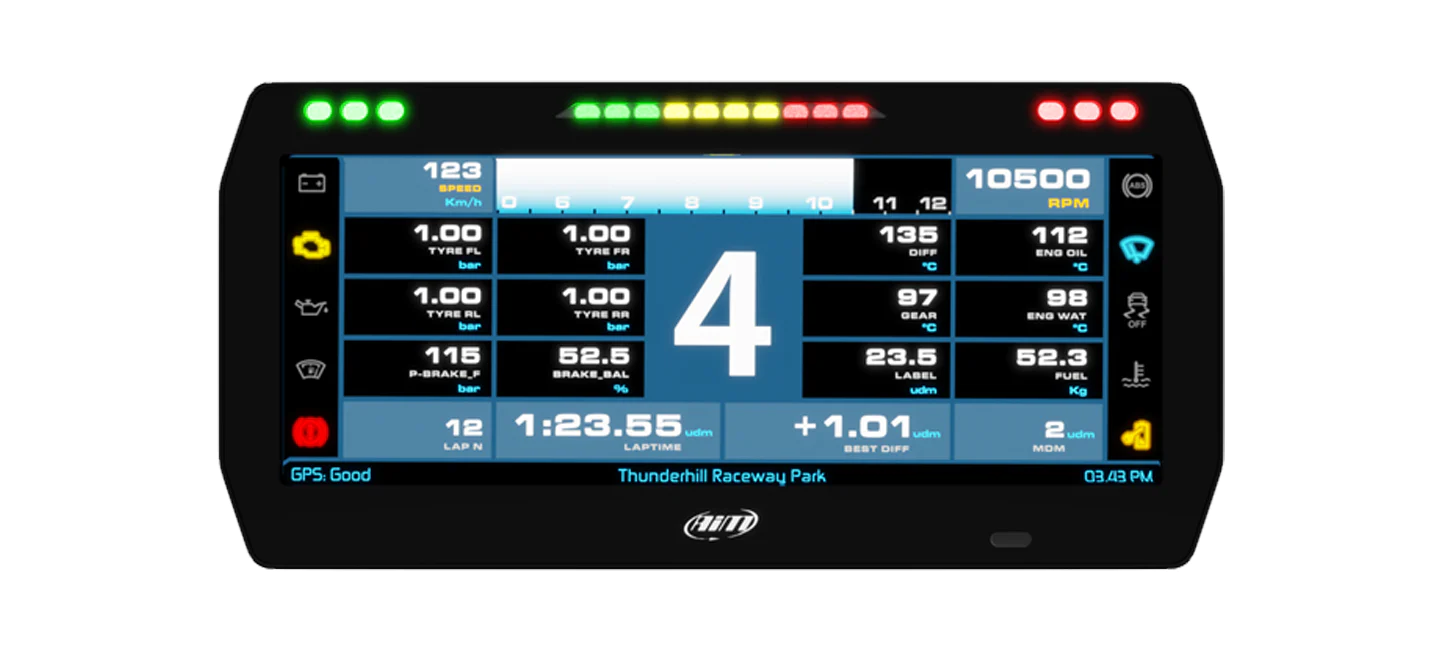 123
SPEED
Km/h
0 6 7 8 9 10 11 12
10500
RPM
ABS
1.00
TYRE FL
bar
1.00
TYRE FR
bar
4
135
DIFF
°C
112
ENG OIL
°C
1.00
TYRE RL
bar
1.00
TYRE RR
bar
97
GEAR
°C
98
ENG WAT
°C
OFF
115
P-BRAKE_F
bar
52.5
BRAKE_BAL
%
23.5
LABEL
udm
52.3
FUEL
Kg
12
LAP N
1:23.55 udm
LAPTIME
+1.01 udm
BEST DIFF
2 udm
MDM
GPS: Good
Thunderhill Raceway Park
03.43 PM
AiM